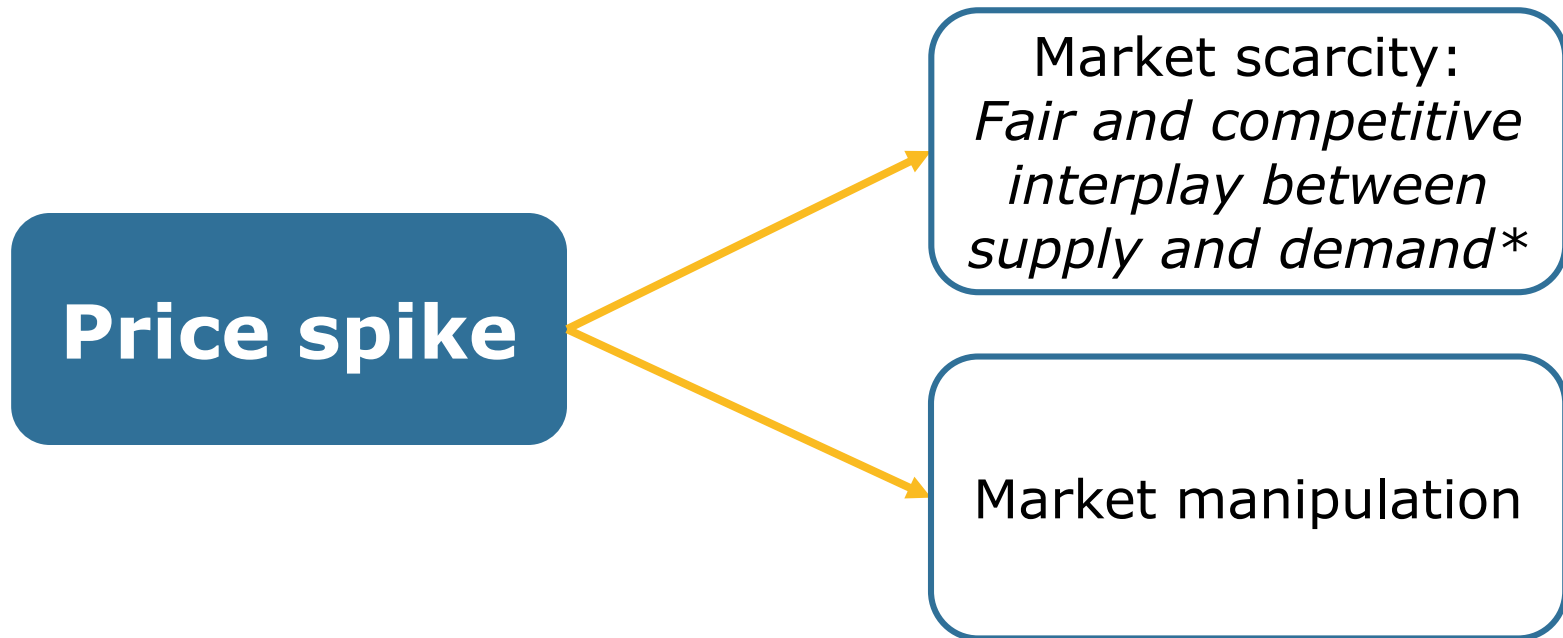 Price spike
Market scarcity:
Fair and competitive
interplay between
supply and demand*
Market manipulation